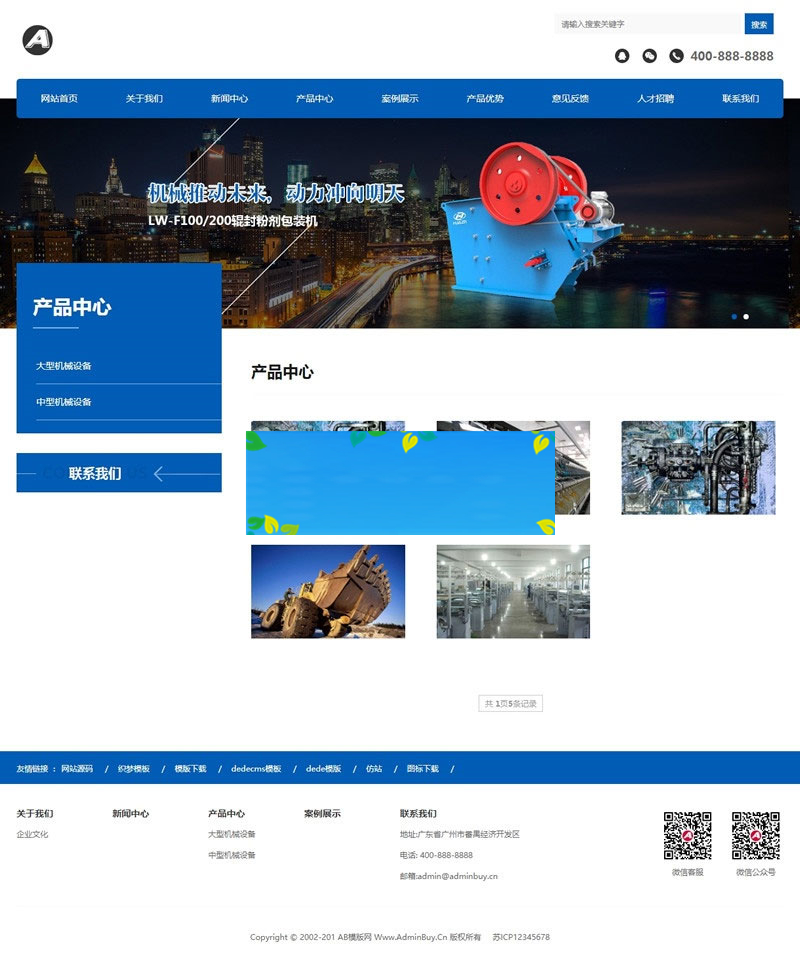 请输入搜索关键字
搜索
400-888-8888
网站首页 关于我们 新闻中心 产品中心 案例展示 产品优势 意见反馈 人才招聘 联系我们
机械推动未来，动力冲向明天
LW-F100/200辊封粉剂包装机
产品中心
大型机械设备
中型机械设备
联系我们
产品中心
共 1页5条记录
友情链接 ： 网站源码 / 织梦模板 / 模版下载 / dedecms模板 / dede模版 / 仿站 / 图标下载 /
关于我们 新闻中心 产品中心 案例展示 联系我们
企业文化 大型机械设备 地址:广东省广州市番禺经济开发区
中型机械设备 电话: 400-888-8888
微信客服 微信公众号
邮箱:admin@adminbuy.cn
Copyright © 2002-201 AB模版网 Www.AdminBuy.Cn 版权所有 苏ICP12345678